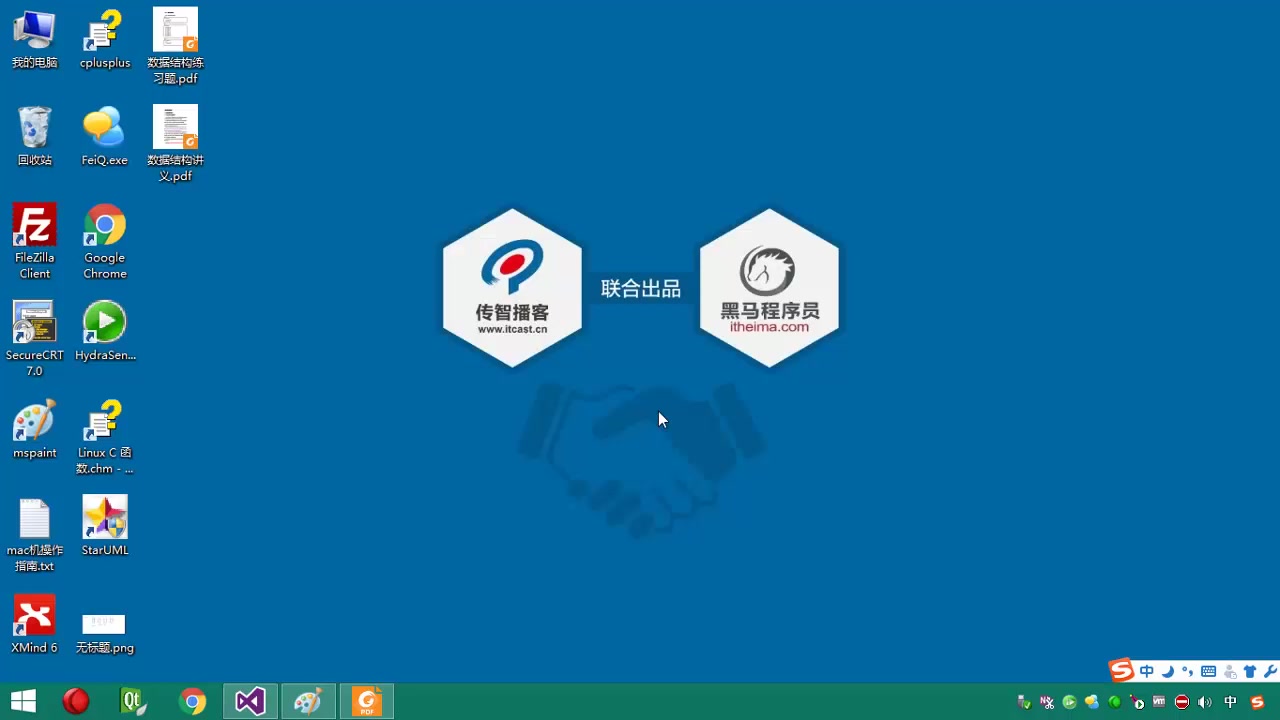 我的电脑
cplusplus
数据结构练
习题.pdf
回收站
FeiQ.exe
数据结构讲
义.pdf
FileZilla
Client
Google
Chrome
SecureCRT
7.0
HydraSen...
mspaint
Linux C 函
数.chm - ...
mac机操作
指南.txt
StarUML
XMind 6
无标题.png
传智播客
www.itcast.cn
联合出品
黑马程序员
itheima.com
中
Qt
PDF
中